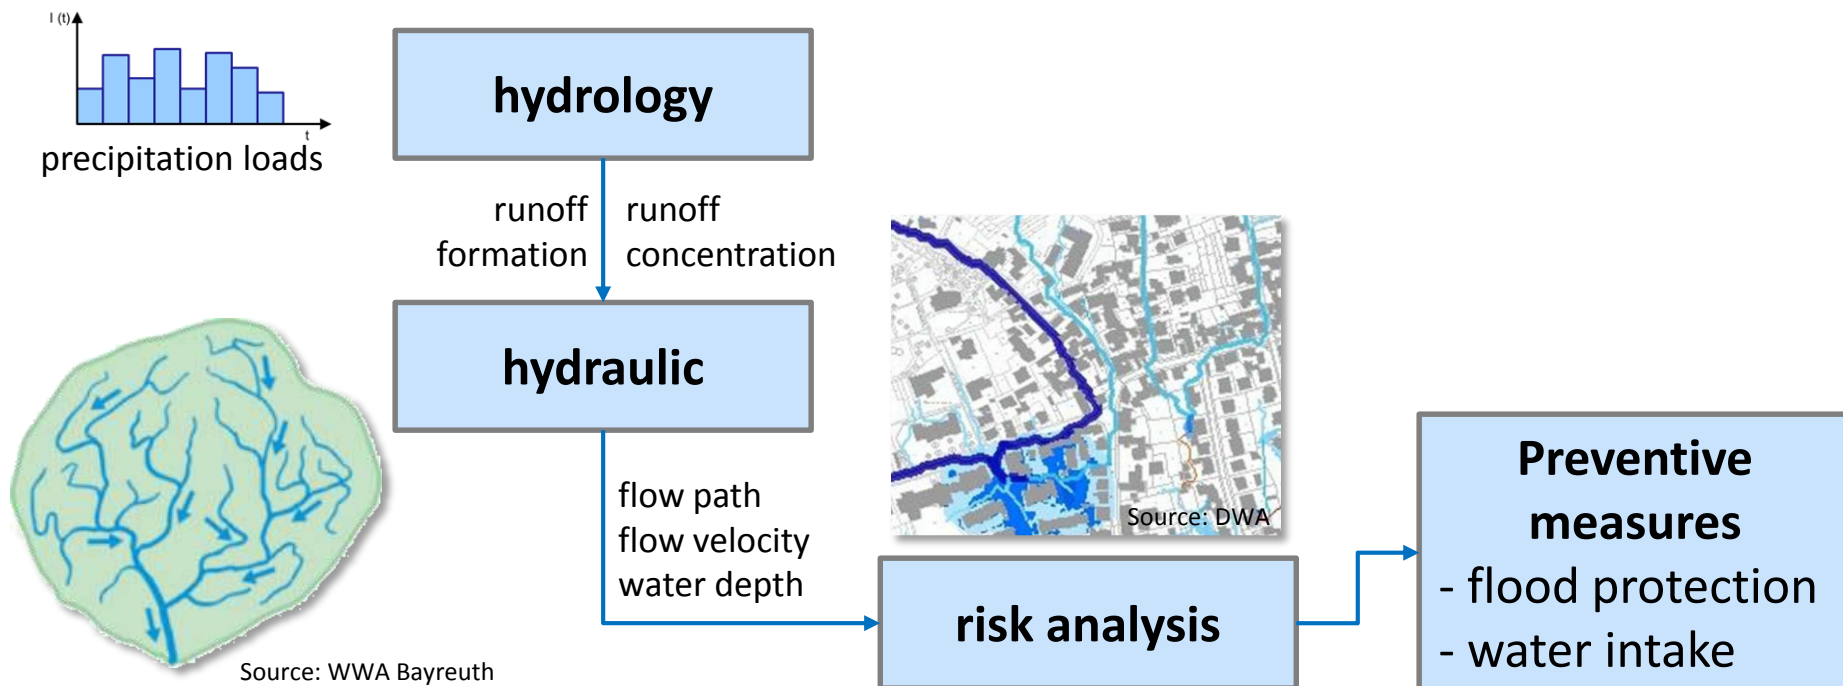 I (t)
t
precipitation loads
hydrology
runoff
formation
runoff
concentration
hydraulic
flow path
flow velocity
water depth
Source: WWA Bayreuth
Source: DWA
risk analysis
Preventive
measures
- flood protection
- water intake